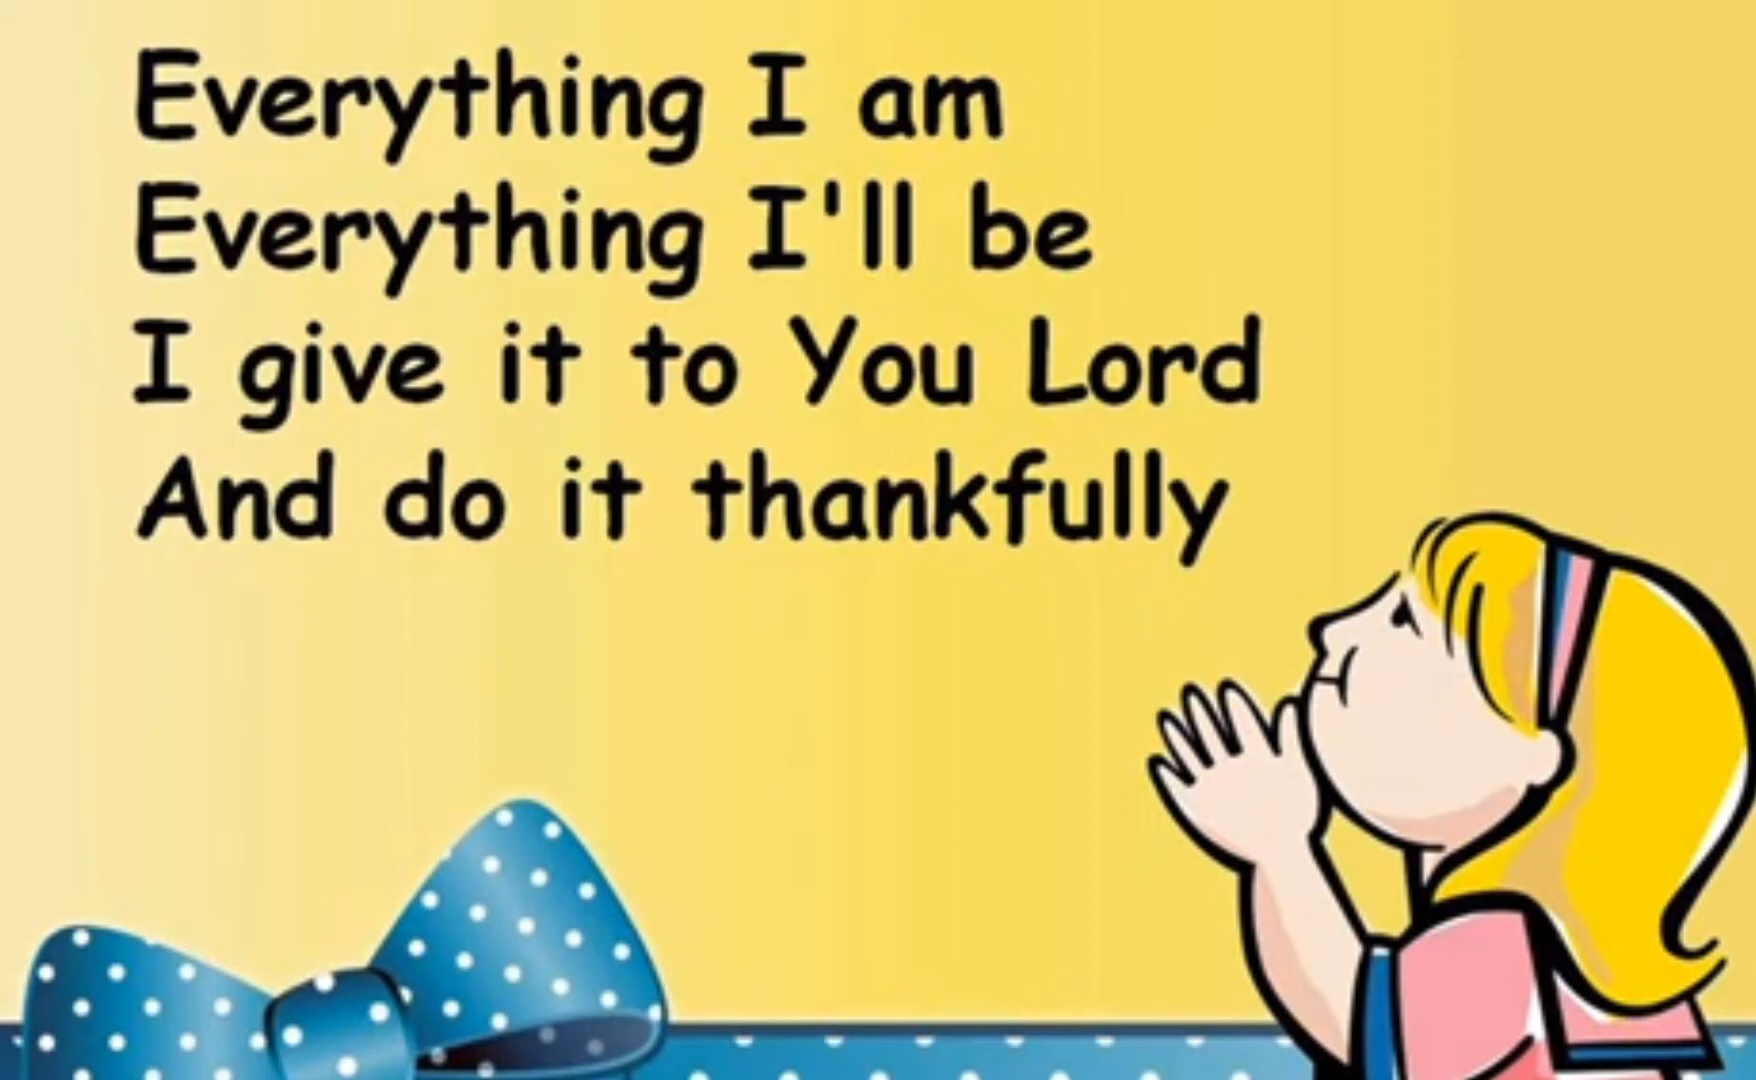 Everything I am
Everything I'll be
I give it to You Lord
And do it thankfully